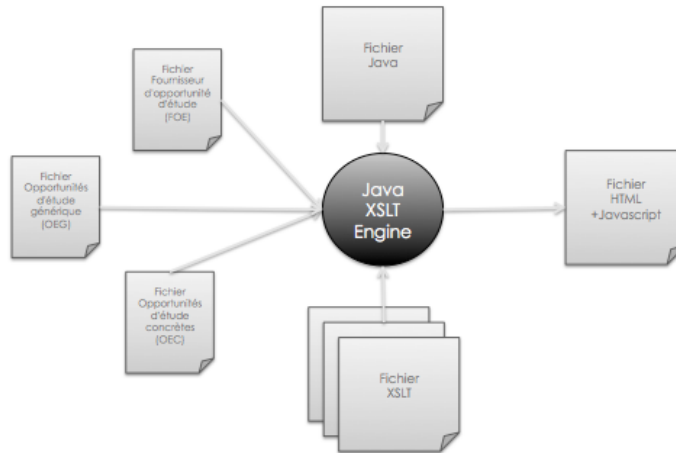 Fichier
Java
Fichier
Fournisseur
d'opportunité
d'étude
(FOE)
Fichier
Opportunités
d'étude
générique
(OEG)
Java
XSLT
Engine
Fichier
HTML
+Javascript
Fichier
Opportunités
d'étude
concrètes
(OEC)
Fichier
XSLT